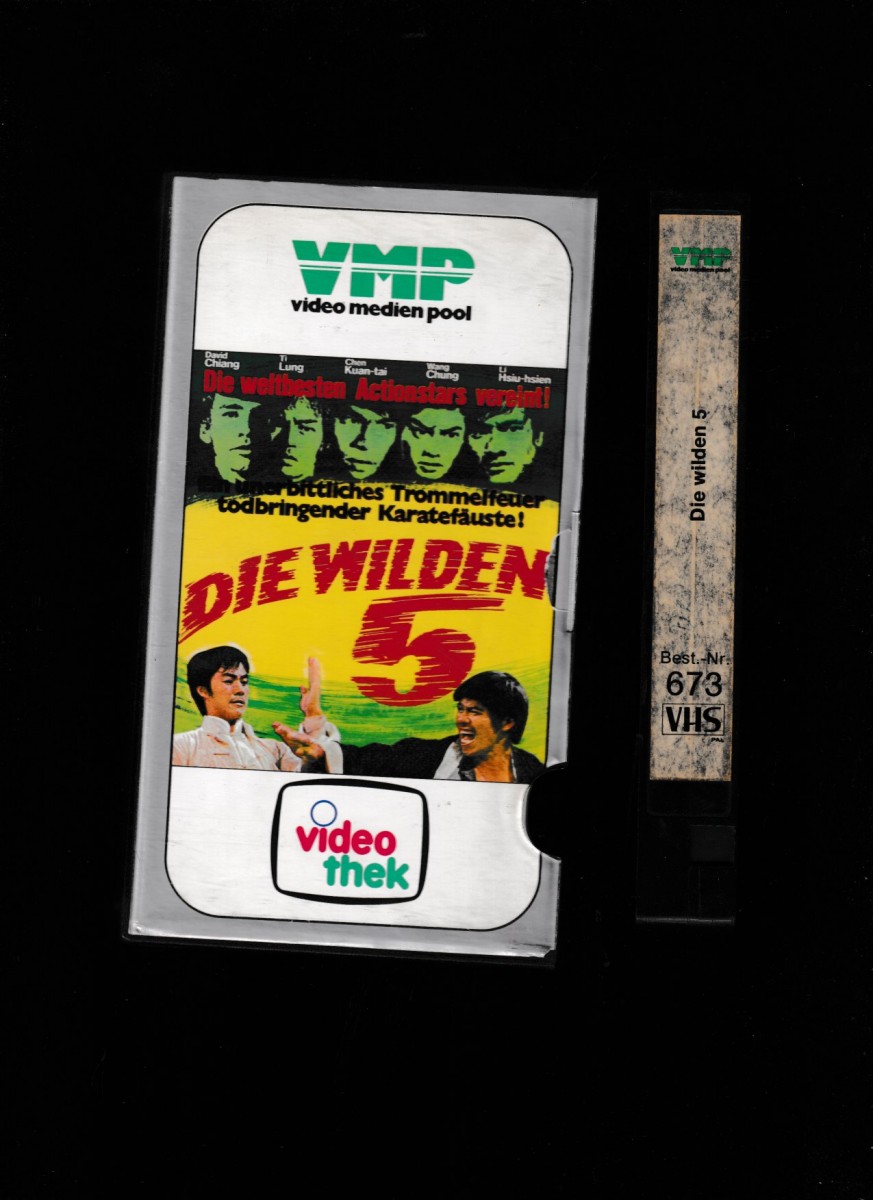 VMP
video medien pool
David Chiang
Ti Lung
Chen Kuan-tai
Wang Chung
Li Hsiu-hsien
Die weltbesten Actionstars vereint!
Ein unerbittliches Trommelfeuer
todbringender Karatefäuste!
DIE WILDEN
5
video
thek
VMP
video medien pool
Die wilden 5
Best.-Nr.
673
VHS
PAL